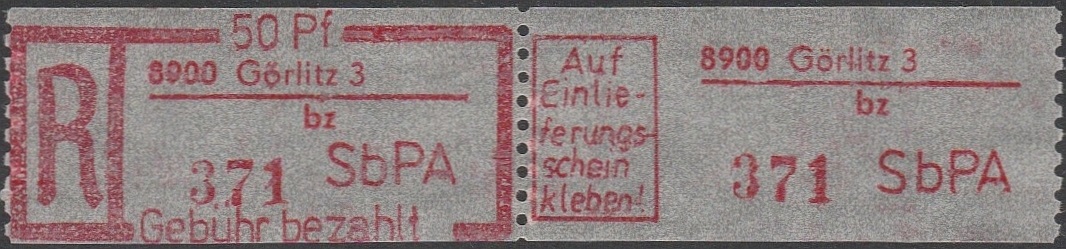 50 Pf
R
8900 Görlitz 3
bz
371 SbPA
Gebühr bezahlt
Auf
Einlie-
ferungs-
schein
kleben!
8900 Görlitz 3
bz
371 SbPA